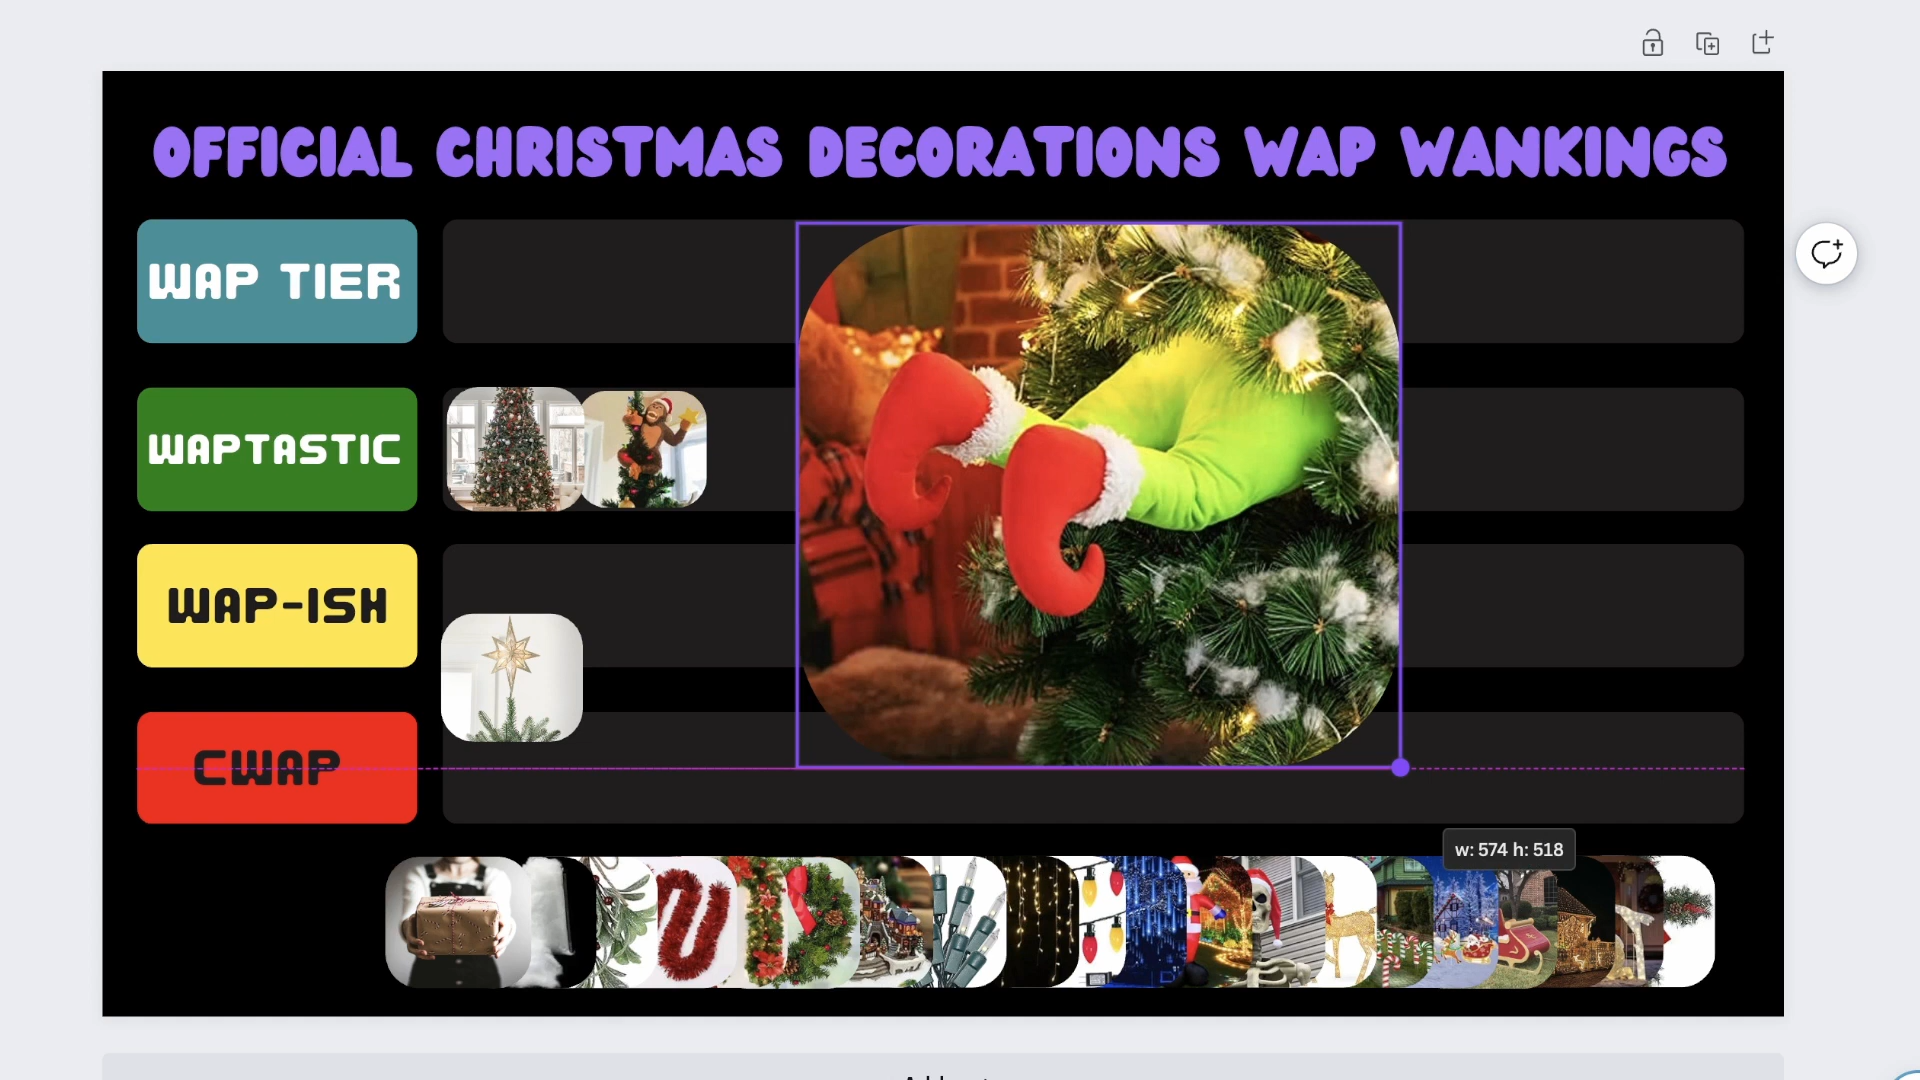 OFFICIAL CHRISTMAS DECORATIONS WAP WANKINGS
WAP TIER
WAPTASTIC
WAP-ISH
CWAP
w: 574 h: 518